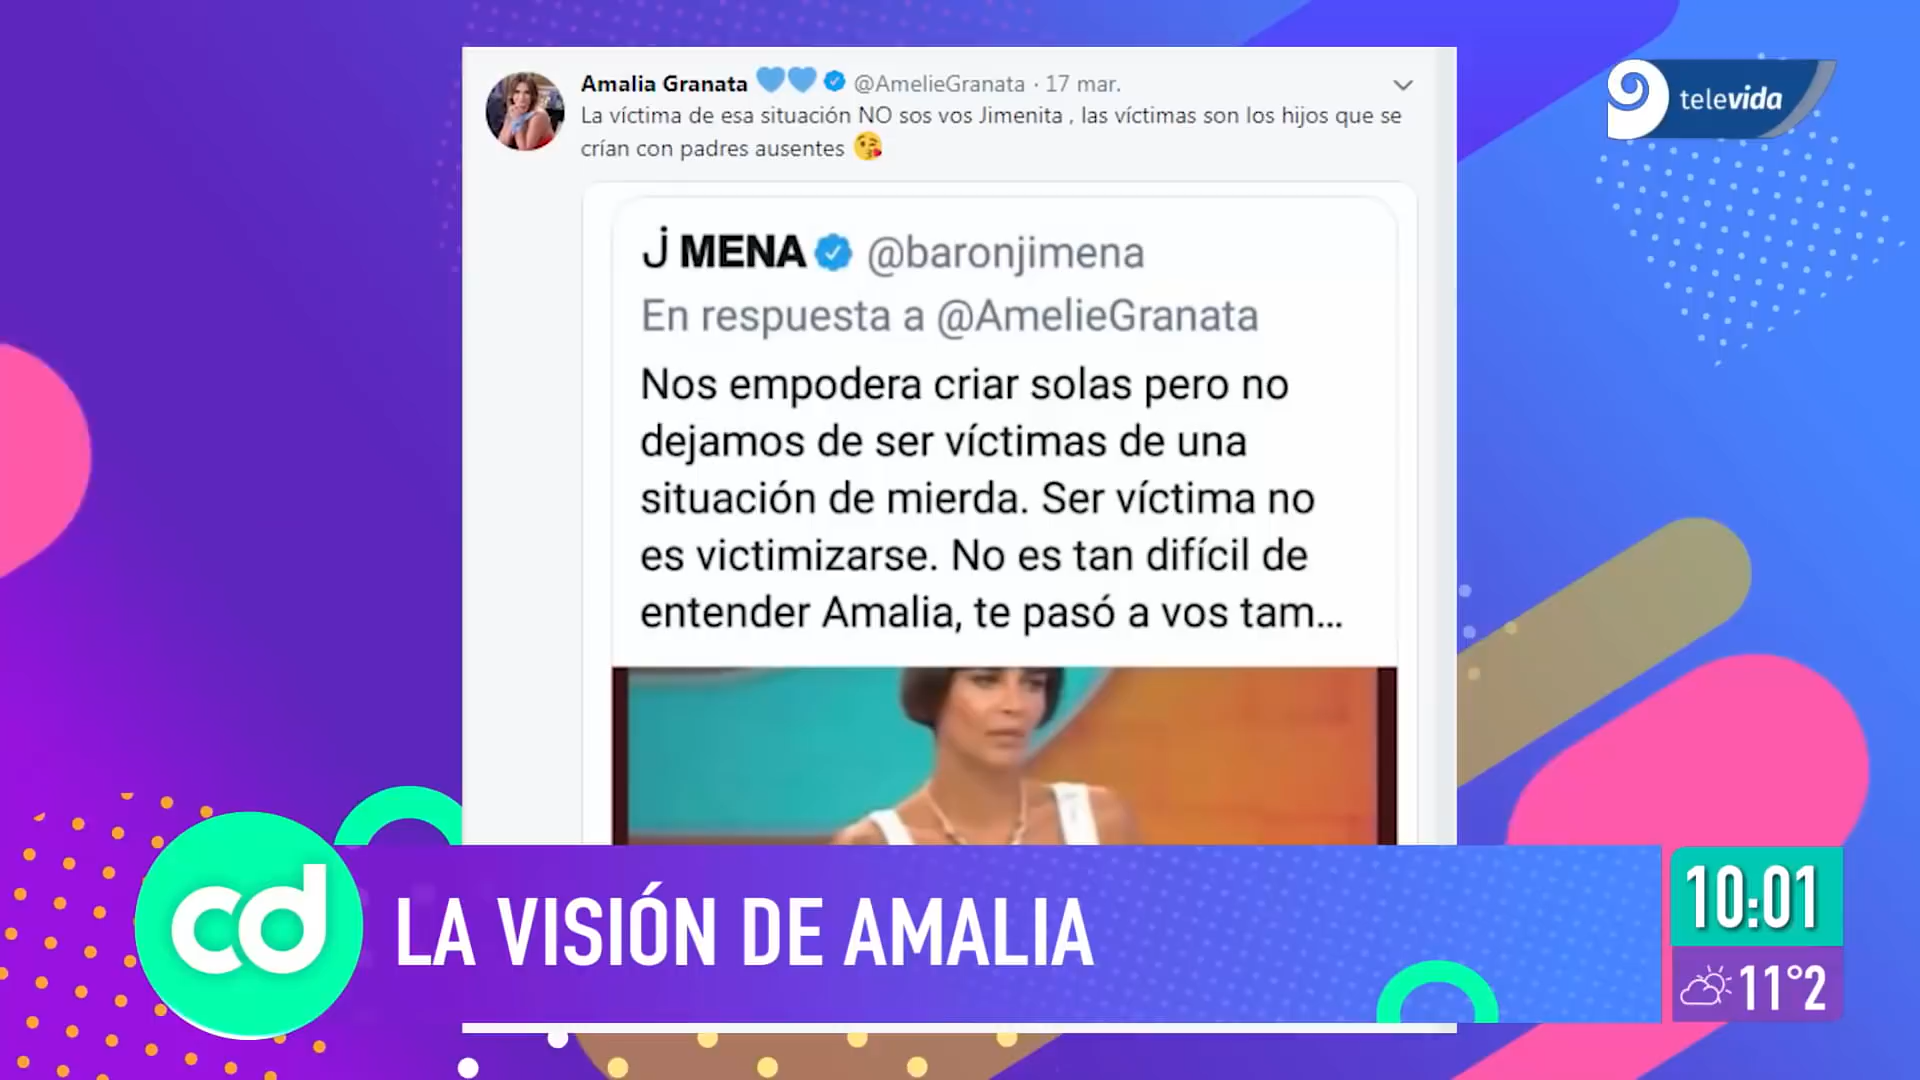 Amalia Granata 💙💙 @AmelieGranata · 17 mar.
La víctima de esa situación NO sos vos Jimenita , las víctimas son los hijos que se
crían con padres ausentes 😘
televida
J MENA @baronjimena
En respuesta a @AmelieGranata
Nos empodera criar solas pero no
dejamos de ser víctimas de una
situación de mierda. Ser víctima no
es victimizarse. No es tan difícil de
entender Amalia, te pasó a vos tam...
cd
LA VISIÓN DE AMALIA
10:01
11°2